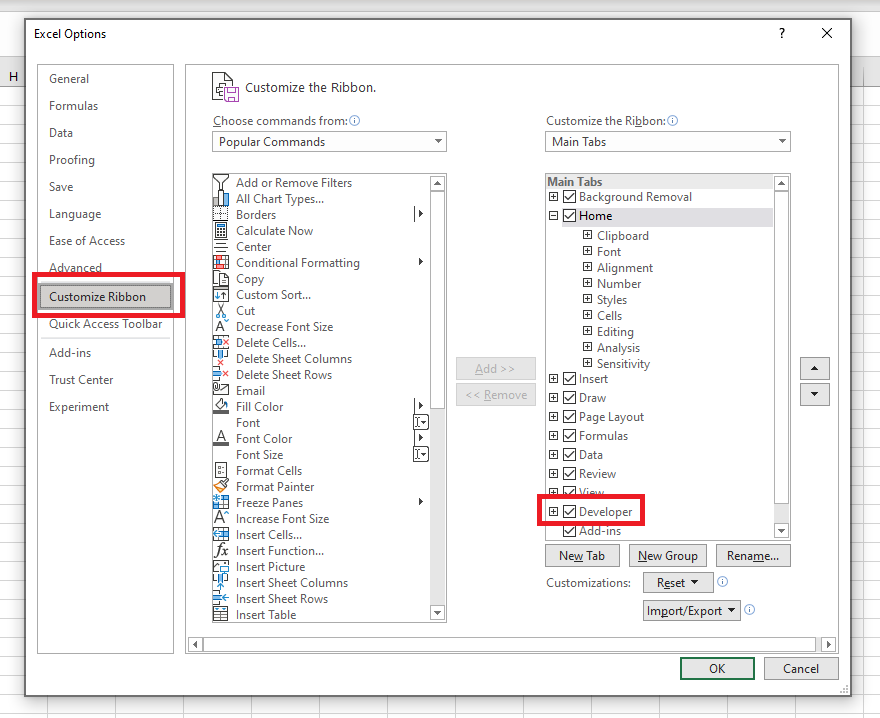 Excel Options
?
H
General
Formulas
Data
Proofing
Save
Language
Ease of Access
Advanced
Customize Ribbon
Quick Access Toolbar
Add-ins
Trust Center
Experiment
Customize the Ribbon.
Choose commands from:
Popular Commands
Add or Remove Filters
All Chart Types...
Borders
Calculate Now
Center
Conditional Formatting
Copy
Custom Sort...
Cut
Decrease Font Size
Delete Cells...
Delete Sheet Columns
Delete Sheet Rows
Email
Fill Color
Font
Font Color
Font Size
Format Cells
Format Painter
Freeze Panes
Increase Font Size
Insert Cells...
Insert Function...
Insert Picture
Insert Sheet Columns
Insert Sheet Rows
Insert Table
Add >>
<< Remove
Customize the Ribbon:
Main Tabs
Main Tabs
Background Removal
Home
Clipboard
Font
Alignment
Number
Styles
Cells
Editing
Analysis
Sensitivity
Insert
Draw
Page Layout
Formulas
Data
Review
View
Developer
Add-ins
New Tab
New Group
Rename...
Customizations:
Reset
Import/Export
OK
Cancel